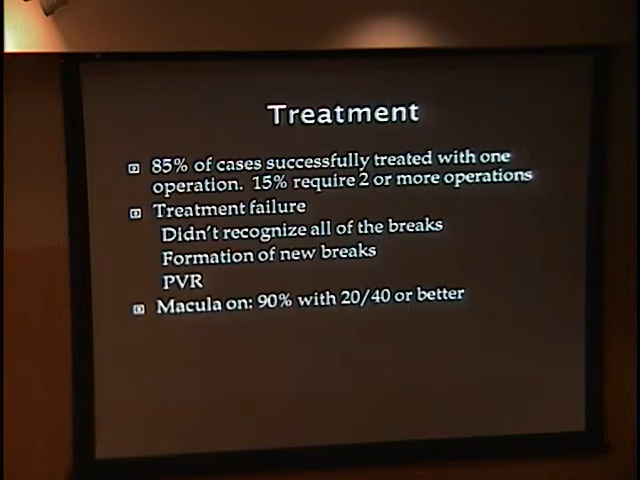 Treatment
85% of cases successfully treated with one
operation. 15% require 2 or more operations
Treatment failure
Didn't recognize all of the breaks
Formation of new breaks
PVR
Macula on: 90% with 20/40 or better